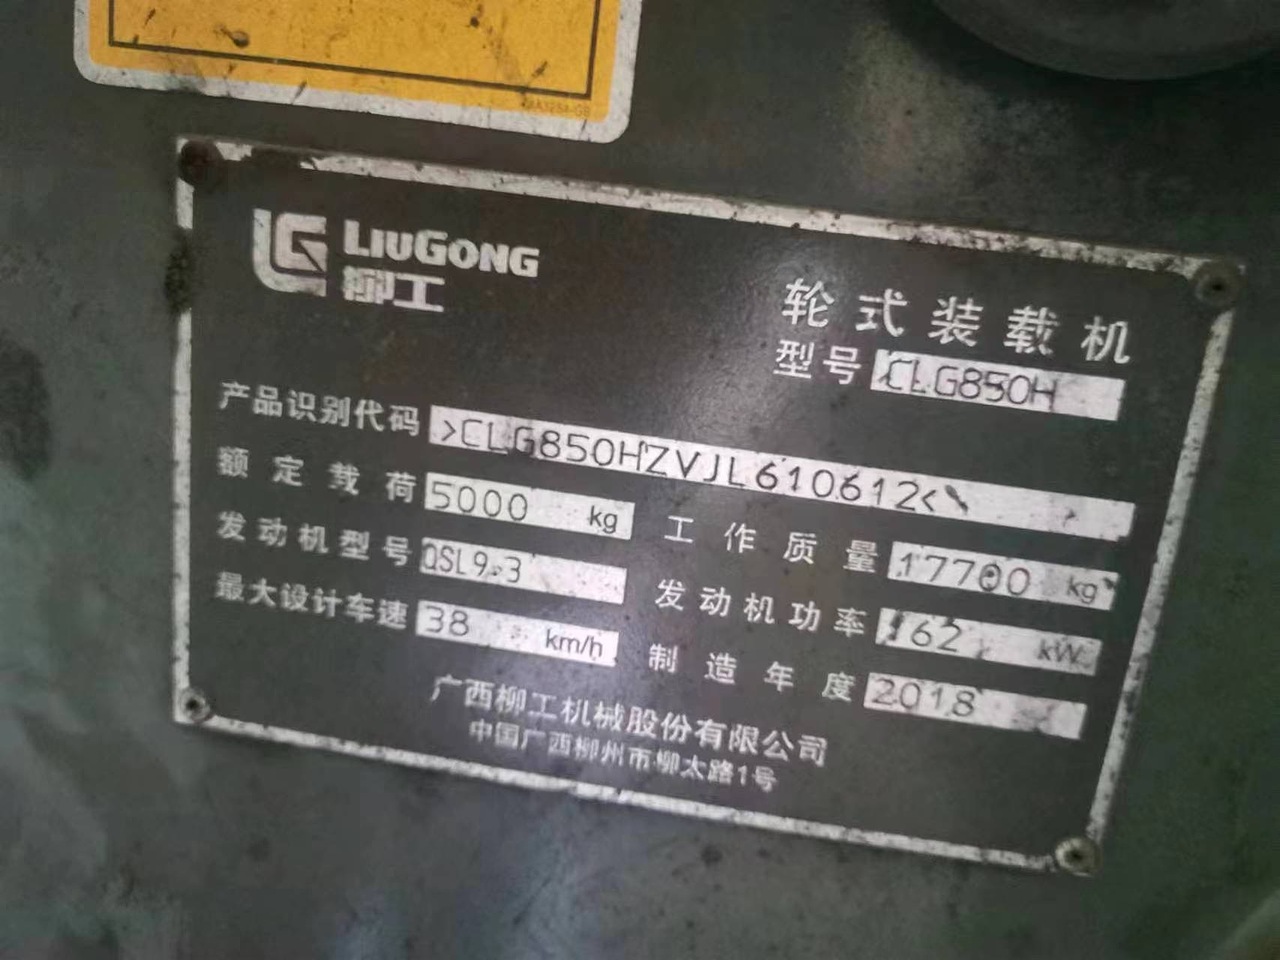 LIUGONG
柳工
轮式装载机
型号 CLG850H
产品识别代码 >CLG850HZVJL610612<
额定载荷 5000 kg 工作质量 17700 kg
发动机型号 QSL9.3 发动机功率 162 kW
最大设计车速 38 km/h 制造年度 2018
广西柳工机械股份有限公司
中国广西柳州市柳太路1号